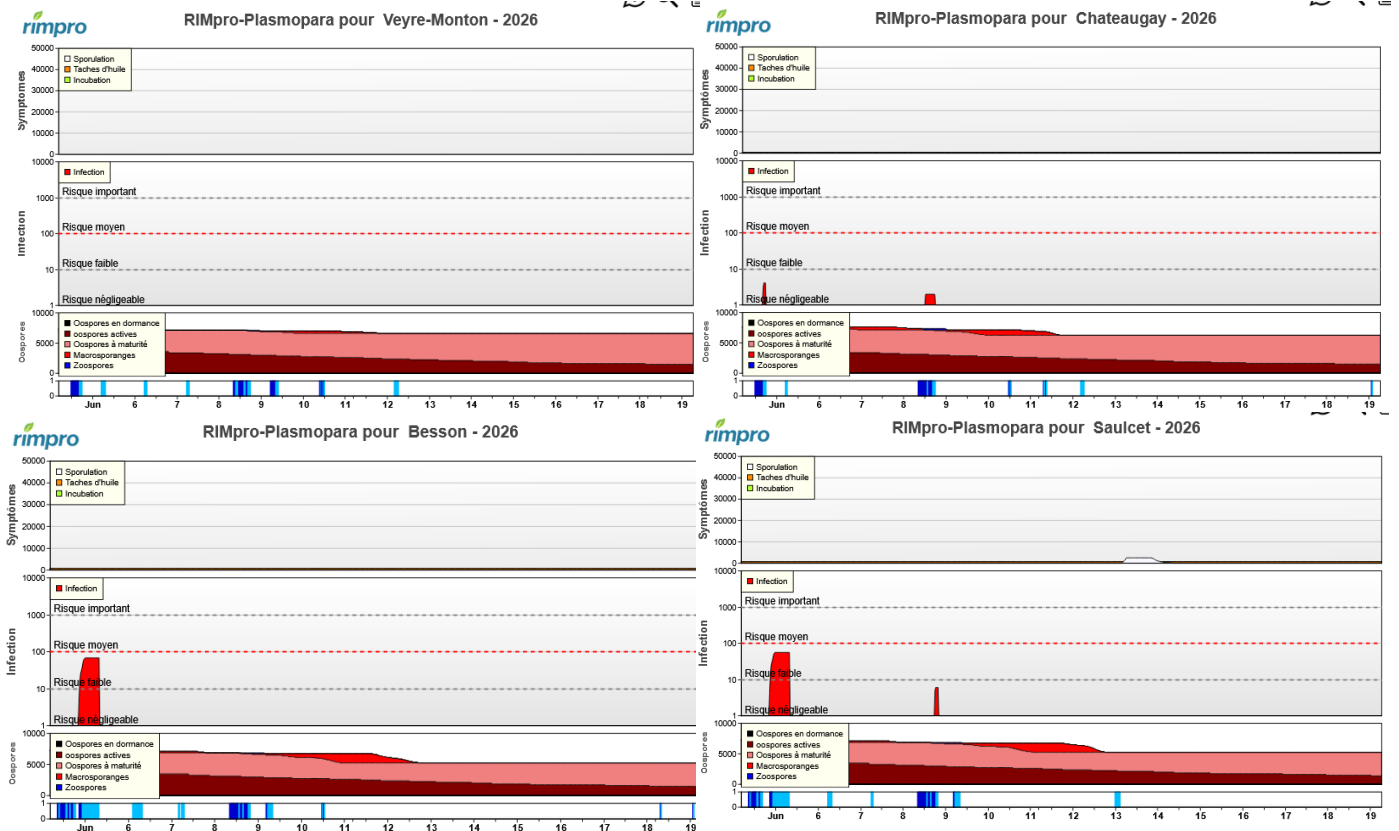 rimpro
RIMpro-Plasmopara pour Veyre-Monton - 2026
Symptomes
50000
40000
30000
20000
10000
0
Sporulation
Taches d'huile
Incubation
Infection
10000
1000
100
10
1
Infection
Risque important
Risque moyen
Risque faible
Risque négligeable
Oospores
10000
5000
0
Oospores en dormance
oospores actives
Oospores à maturité
Macrosporanges
Zoospores
1
0
Jun 6 7 8 9 10 11 12 13 14 15 16 17 18 19
rimpro
RIMpro-Plasmopara pour Chateaugay - 2026
Symptômes
50000
40000
30000
20000
10000
0
Sporulation
Taches d'huile
Incubation
Infection
10000
1000
100
10
1
Infection
Risque important
Risque moyen
Risque faible
Risque négligeable
Oospores
10000
5000
0
Oospores en dormance
oospores actives
Oospores à maturité
Macrosporanges
Zoospores
1
0
Jun 6 7 8 9 10 11 12 13 14 15 16 17 18 19
rimpro
RIMpro-Plasmopara pour Besson - 2026
Symptômes
50000
40000
30000
20000
10000
0
Sporulation
Taches d'huile
Incubation
Infection
10000
1000
100
10
1
Infection
Risque important
Risque moyen
Risque faible
Risque négligeable
Oospores
10000
5000
0
Oospores en dormance
oospores actives
Oospores à maturité
Macrosporanges
Zoospores
1
0
Jun 6 7 8 9 10 11 12 13 14 15 16 17 18 19
rimpro
RIMpro-Plasmopara pour Saulcet - 2026
Symptômes
50000
40000
30000
20000
10000
0
Sporulation
Taches d'huile
Incubation
Infection
10000
1000
100
10
1
Infection
Risque important
Risque moyen
Risque faible
Risque négligeable
Oospores
10000
5000
0
Oospores en dormance
oospores actives
Oospores à maturité
Macrosporanges
Zoospores
1
0
Jun 6 7 8 9 10 11 12 13 14 15 16 17 18 19